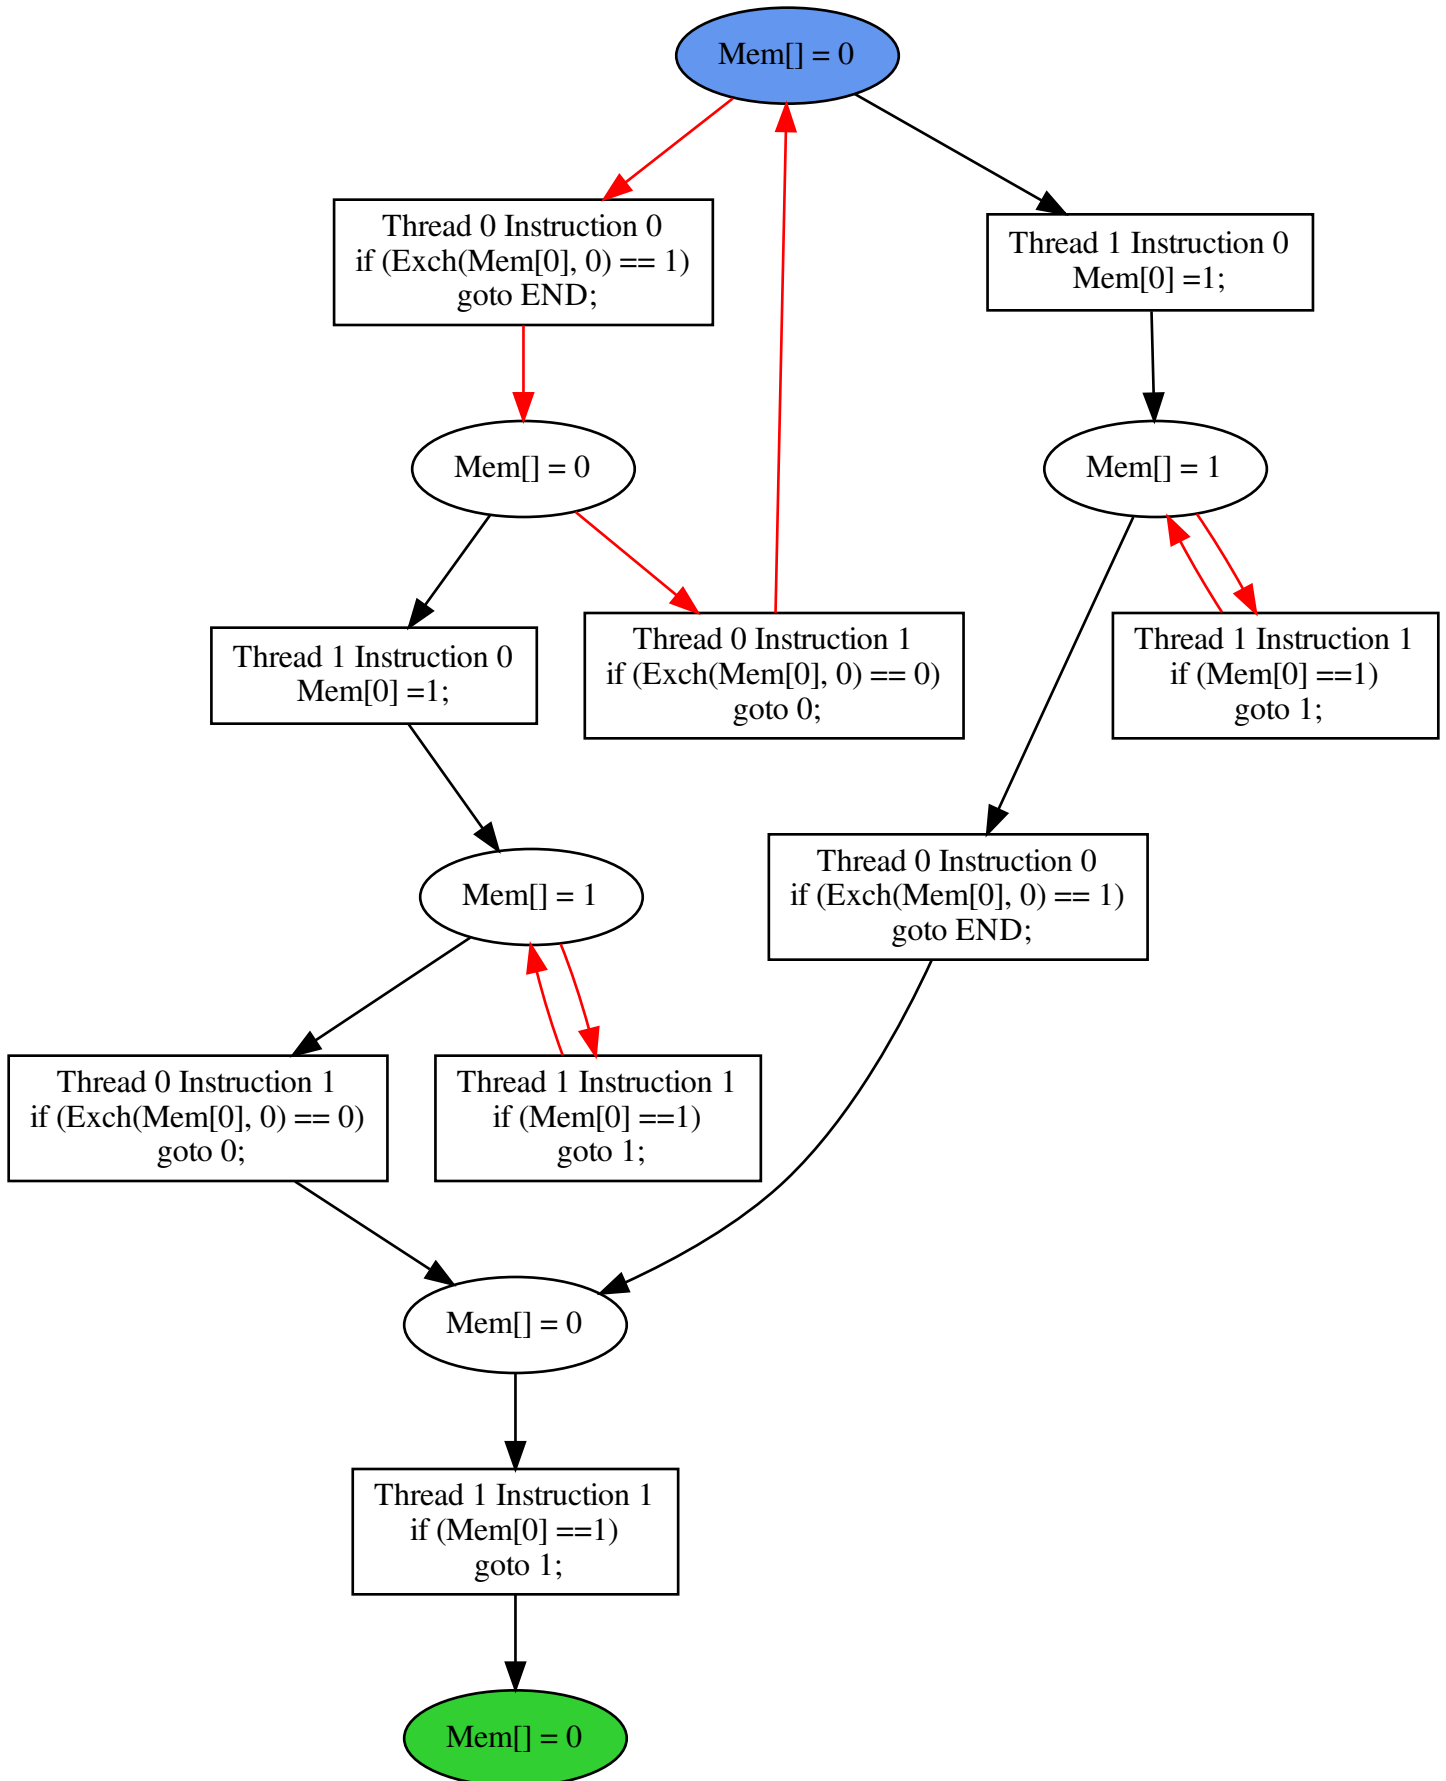 Mem[] = 0
Thread 0 Instruction 0
if (Exch(Mem[0], 0) == 1)
goto END;
Thread 1 Instruction 0
Mem[0] =1;
Mem[] = 0
Mem[] = 1
Thread 1 Instruction 0
Mem[0] =1;
Thread 0 Instruction 1
if (Exch(Mem[0], 0) == 0)
goto 0;
Thread 1 Instruction 1
if (Mem[0] ==1)
goto 1;
Mem[] = 1
Thread 0 Instruction 0
if (Exch(Mem[0], 0) == 1)
goto END;
Thread 0 Instruction 1
if (Exch(Mem[0], 0) == 0)
goto 0;
Thread 1 Instruction 1
if (Mem[0] ==1)
goto 1;
Mem[] = 0
Thread 1 Instruction 1
if (Mem[0] ==1)
goto 1;
Mem[] = 0